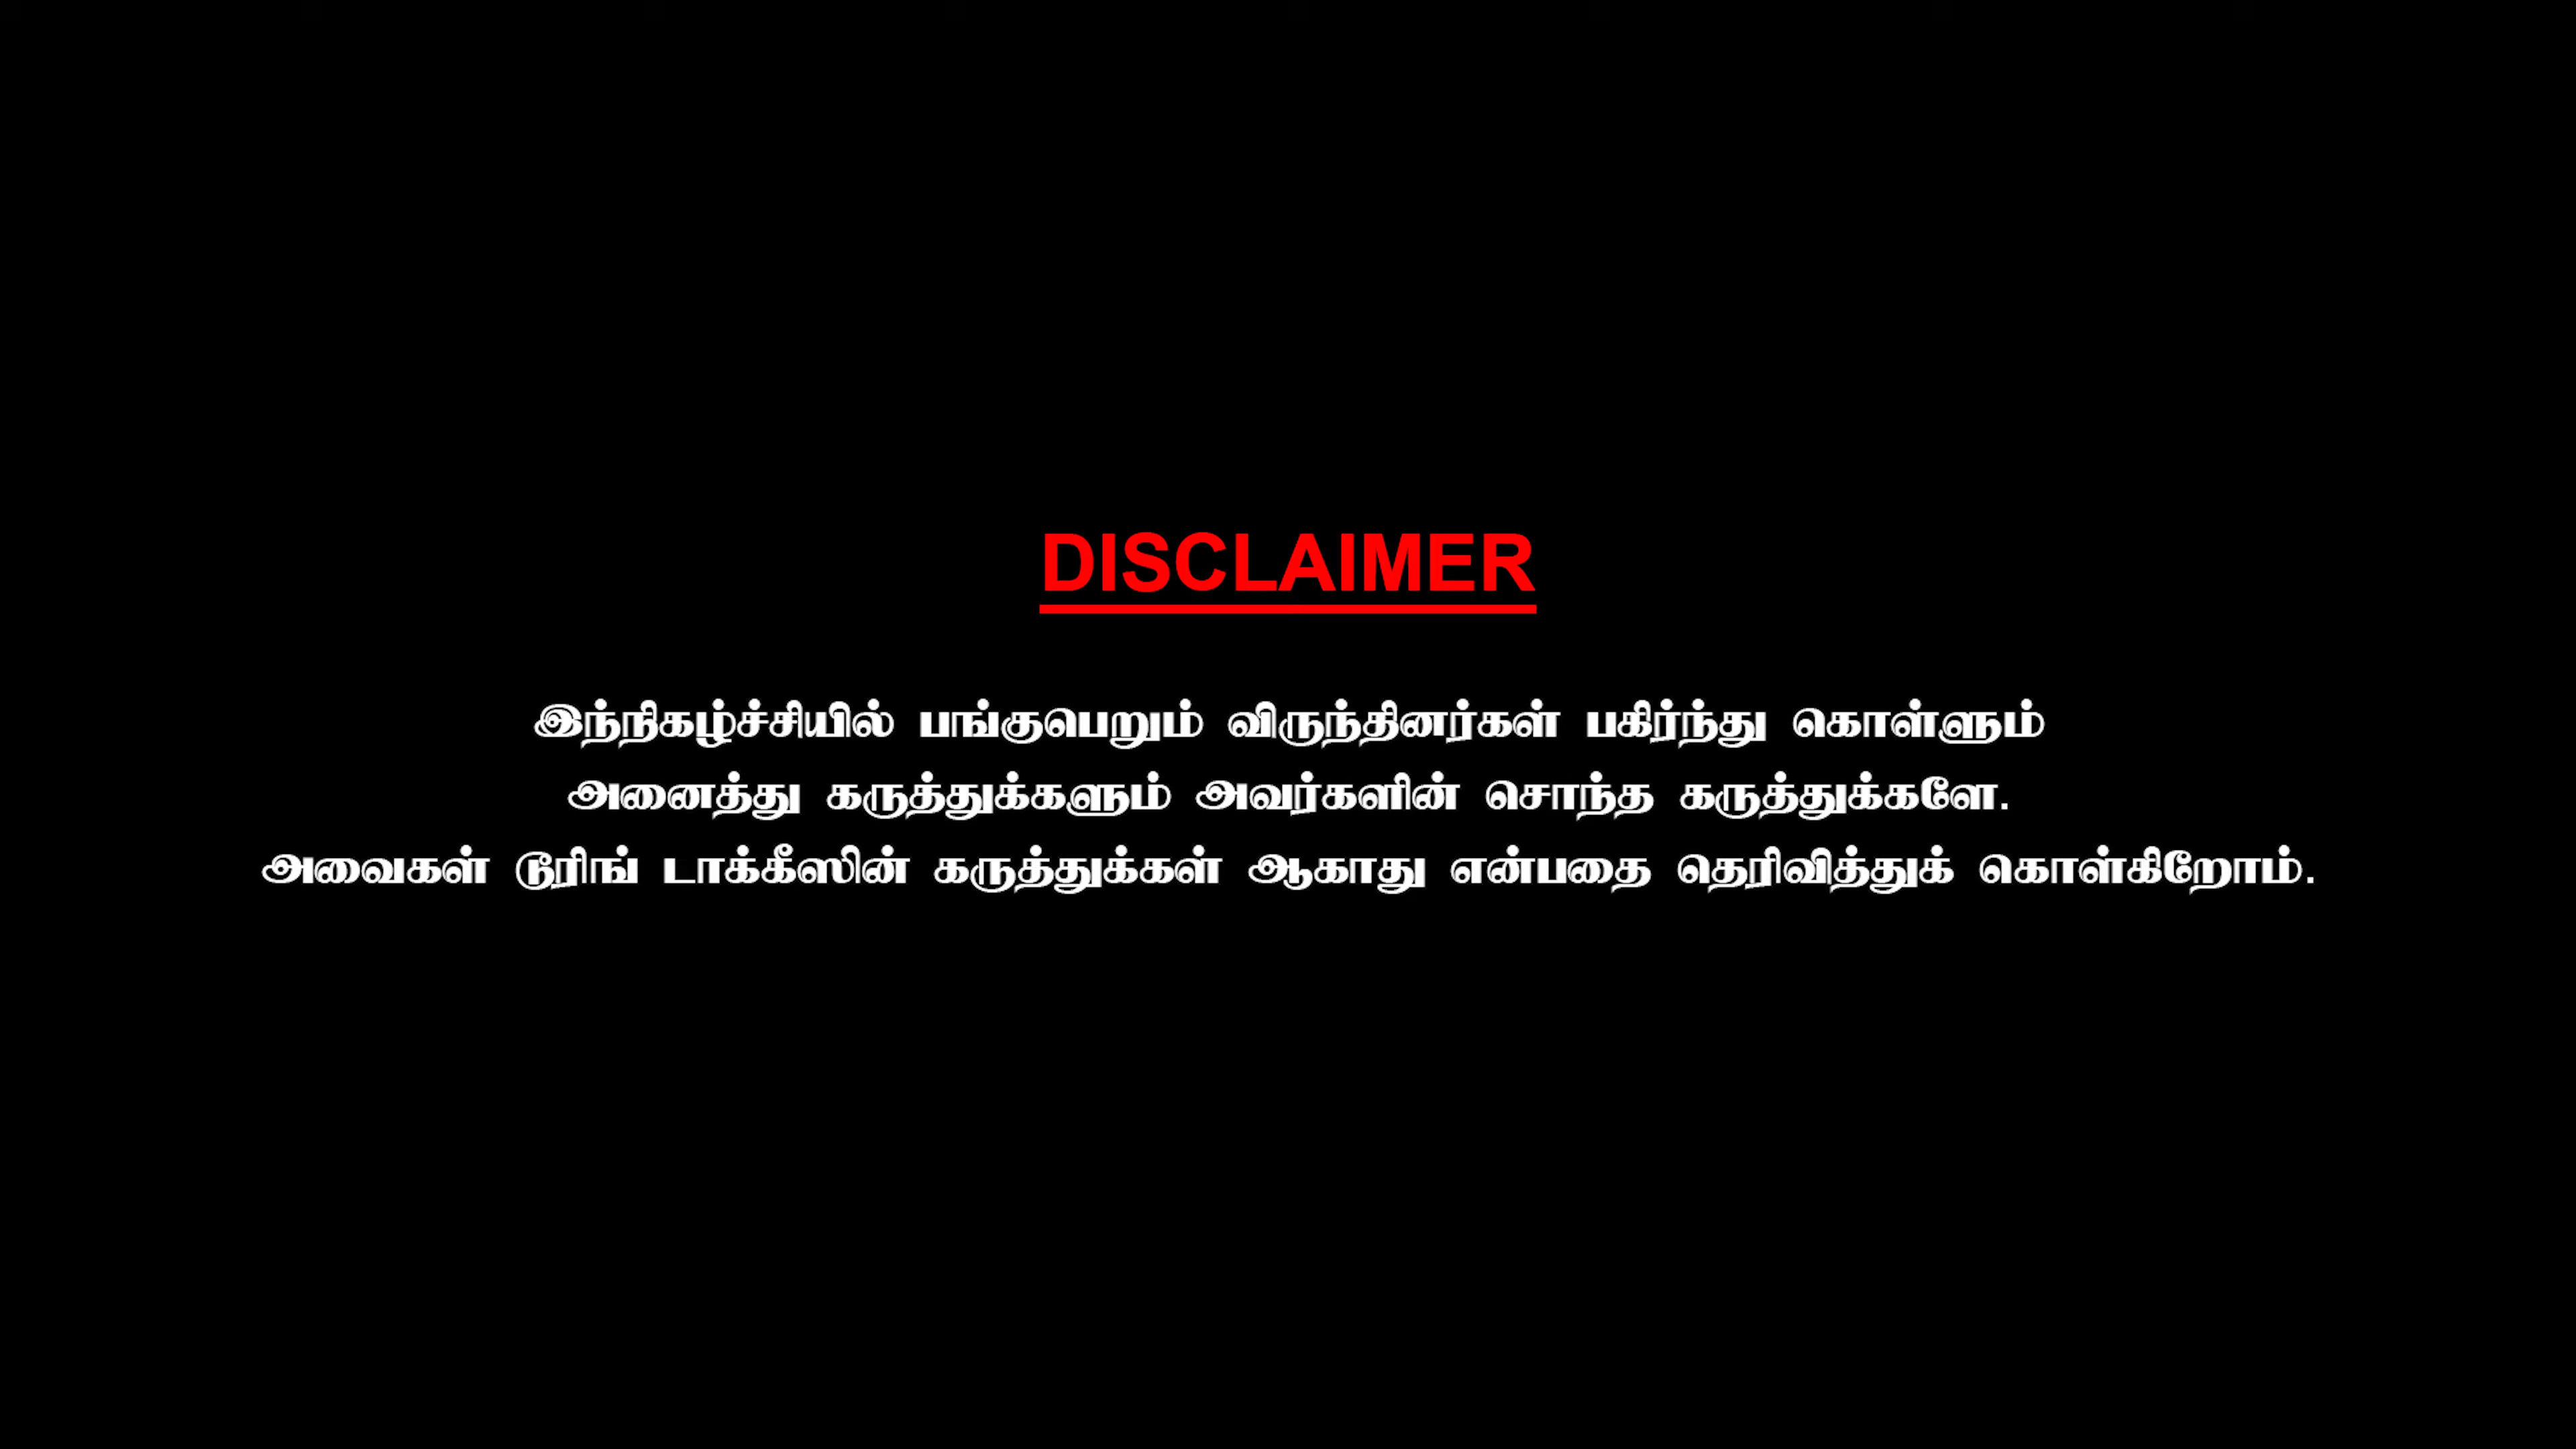 DISCLAIMER
இந்நிகழ்ச்சியில் பங்குபெறும் விருந்தினர்கள் பகிர்ந்து கொள்ளும்
அனைத்து கருத்துக்களும் அவர்களின் சொந்த கருத்துக்களே.
அவைகள் டூரிங் டாக்கீஸின் கருத்துக்கள் ஆகாது என்பதை தெரிவித்துக் கொள்கிறோம்.